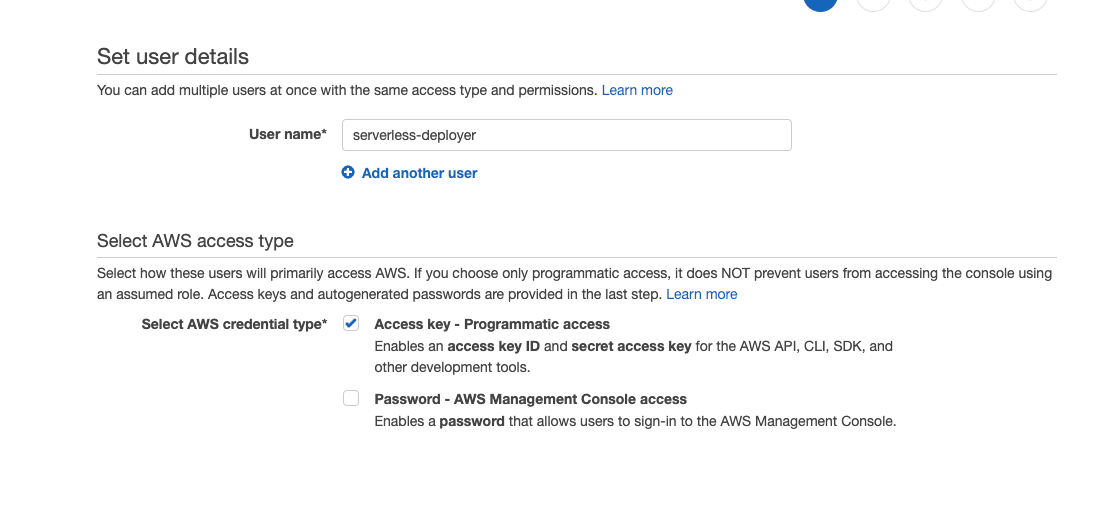 Set user details
You can add multiple users at once with the same access type and permissions. Learn more
User name* serverless-deployer
Add another user
Select AWS access type
Select how these users will primarily access AWS. If you choose only programmatic access, it does NOT prevent users from accessing the console using
an assumed role. Access keys and autogenerated passwords are provided in the last step. Learn more
Select AWS credential type* Access key - Programmatic access
Enables an access key ID and secret access key for the AWS API, CLI, SDK, and
other development tools.
Password - AWS Management Console access
Enables a password that allows users to sign-in to the AWS Management Console.